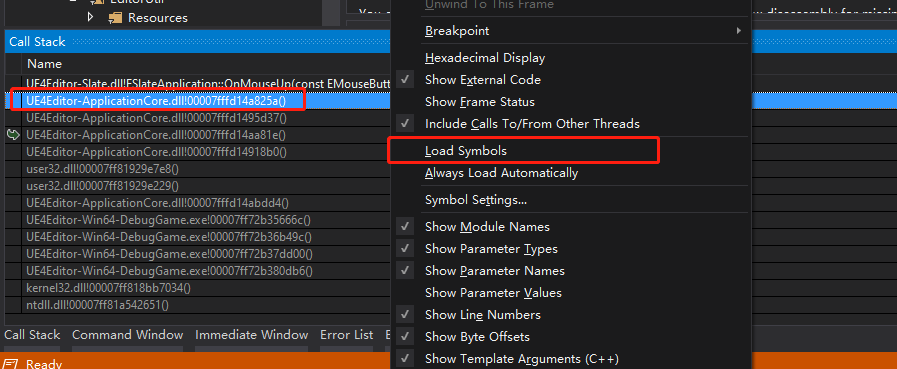 EditorUtil
Resources
Call Stack
Name
UE4Editor-Slate.dll!FSlateApplication::OnMouseUp(const EMouseButt
UE4Editor-ApplicationCore.dll!00007fffd14a825a()
UE4Editor-ApplicationCore.dll!00007fffd1495d37()
UE4Editor-ApplicationCore.dll!00007fffd14aa81e()
UE4Editor-ApplicationCore.dll!00007fffd14918b0()
user32.dll!00007ff81929e7e8()
user32.dll!00007ff81929e229()
UE4Editor-ApplicationCore.dll!00007fffd14abdd4()
UE4Editor-Win64-DebugGame.exe!00007ff72b35666c()
UE4Editor-Win64-DebugGame.exe!00007ff72b36b49c()
UE4Editor-Win64-DebugGame.exe!00007ff72b37dd00()
UE4Editor-Win64-DebugGame.exe!00007ff72b380db6()
kernel32.dll!00007ff818bb7034()
ntdll.dll!00007ff81a542651()
Call Stack Command Window Immediate Window Error List
Ready
Unwind To This Frame
Breakpoint
Hexadecimal Display
Show External Code
Show Frame Status
Include Calls To/From Other Threads
Load Symbols
Always Load Automatically
Symbol Settings...
Show Module Names
Show Parameter Types
Show Parameter Names
Show Parameter Values
Show Line Numbers
Show Byte Offsets
Show Template Arguments (C++)